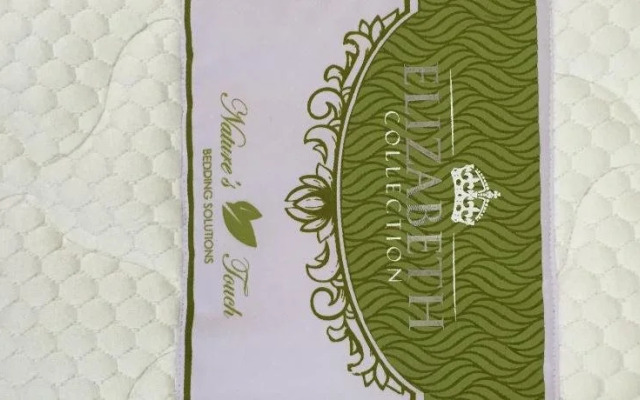 ELIZABETH
COLLECTION
Nature's Touch
BEDDING SOLUTIONS